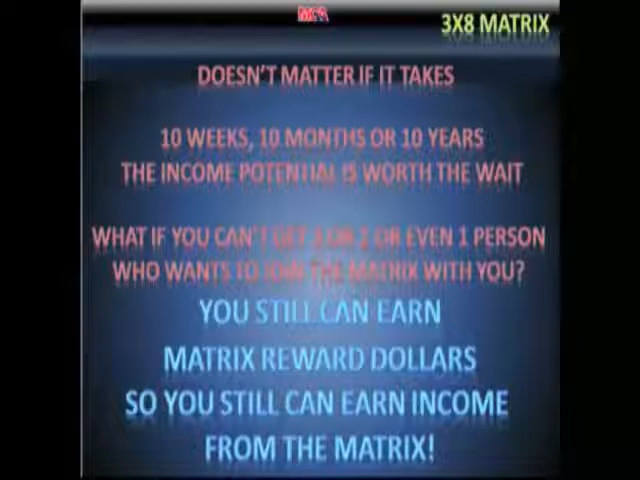 MCA
3X8 MATRIX
DOESN'T MATTER IF IT TAKES
10 WEEKS, 10 MONTHS OR 10 YEARS
THE INCOME POTENTIAL IS WORTH THE WAIT
WHAT IF YOU CAN'T GET 3 OR 2 OR EVEN 1 PERSON
WHO WANTS TO JOIN THE MATRIX WITH YOU?
YOU STILL CAN EARN
MATRIX REWARD DOLLARS
SO YOU STILL CAN EARN INCOME
FROM THE MATRIX!